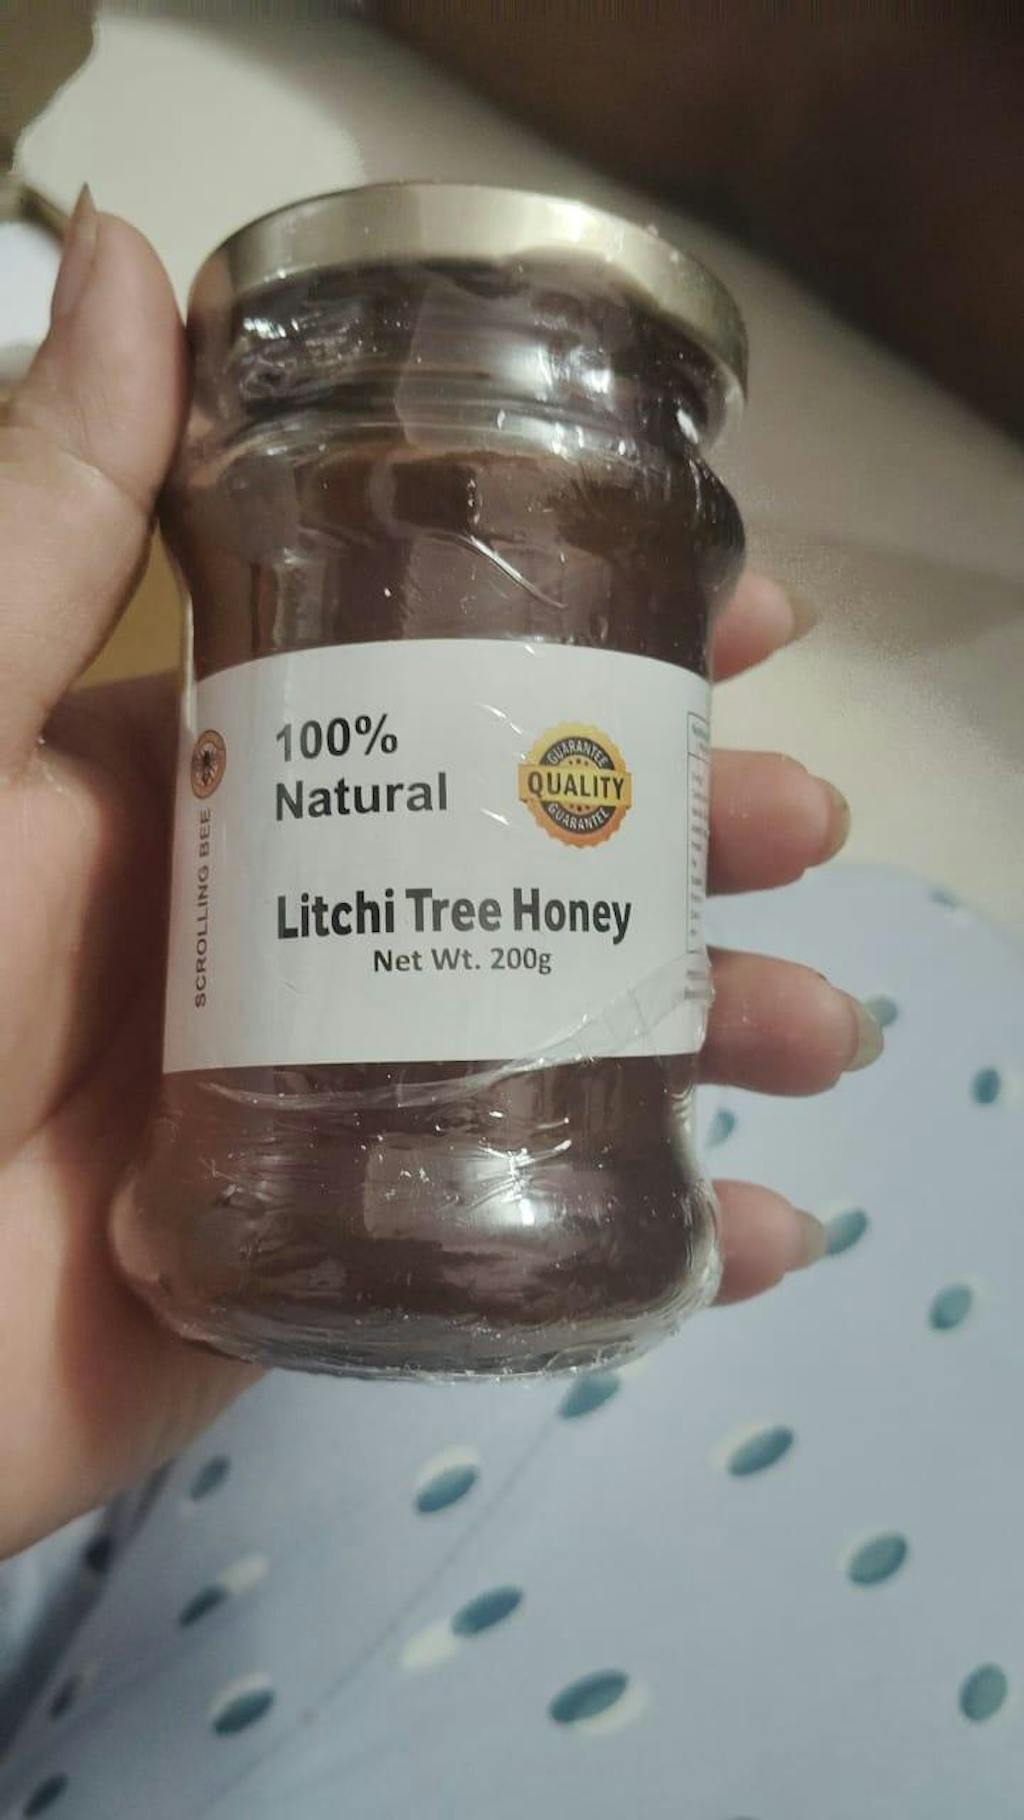 100%
Natural
GUARANTEE
QUALITY
GUARANTEE
Litchi Tree Honey
Net Wt. 200g
SCROLLING BEE